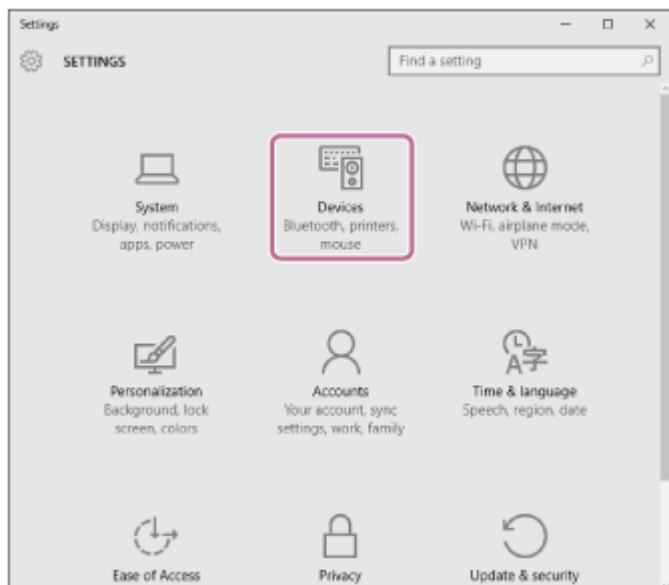 Settings
SETTINGS
Find a setting
System
Display, notifications,
apps, power
Devices
Bluetooth, printers,
mouse
Network & Internet
Wi-Fi, airplane mode,
VPN
Personalization
Background, lock
screen, colors
Accounts
Your account, sync
settings, work, family
Time & language
Speech, region, date
A字
Ease of Access
Privacy
Update & security